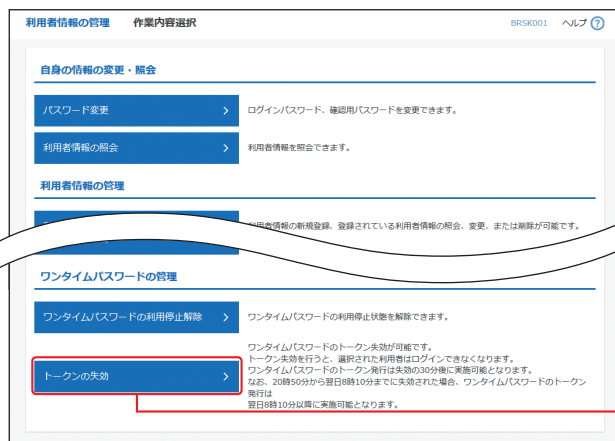 利用者情報の管理 作業内容選択 BRSK001 ヘルプ ?
自身の情報の変更・照会
パスワード変更 ログインパスワード、確認用パスワードを変更できます。
利用者情報の照会 利用者情報を照会できます。
利用者情報の管理
利用者情報の新規登録、登録されている利用者情報の照会、変更、または削除が可能です。
ワンタイムパスワードの管理
ワンタイムパスワードの利用停止解除 ワンタイムパスワードの利用停止状態を解除できます。
ワンタイムパスワードのトークン失効が可能です。
トークン失効を行うと、選択された利用者はログインできなくなります。
トークンの失効 ワンタイムパスワードのトークン発行は失効の30分後に実施可能となります。
なお、20時50分から翌日8時10分までに失効された場合、ワンタイムパスワードのトークン
発行は
翌日8時10分以降に実施可能となります。